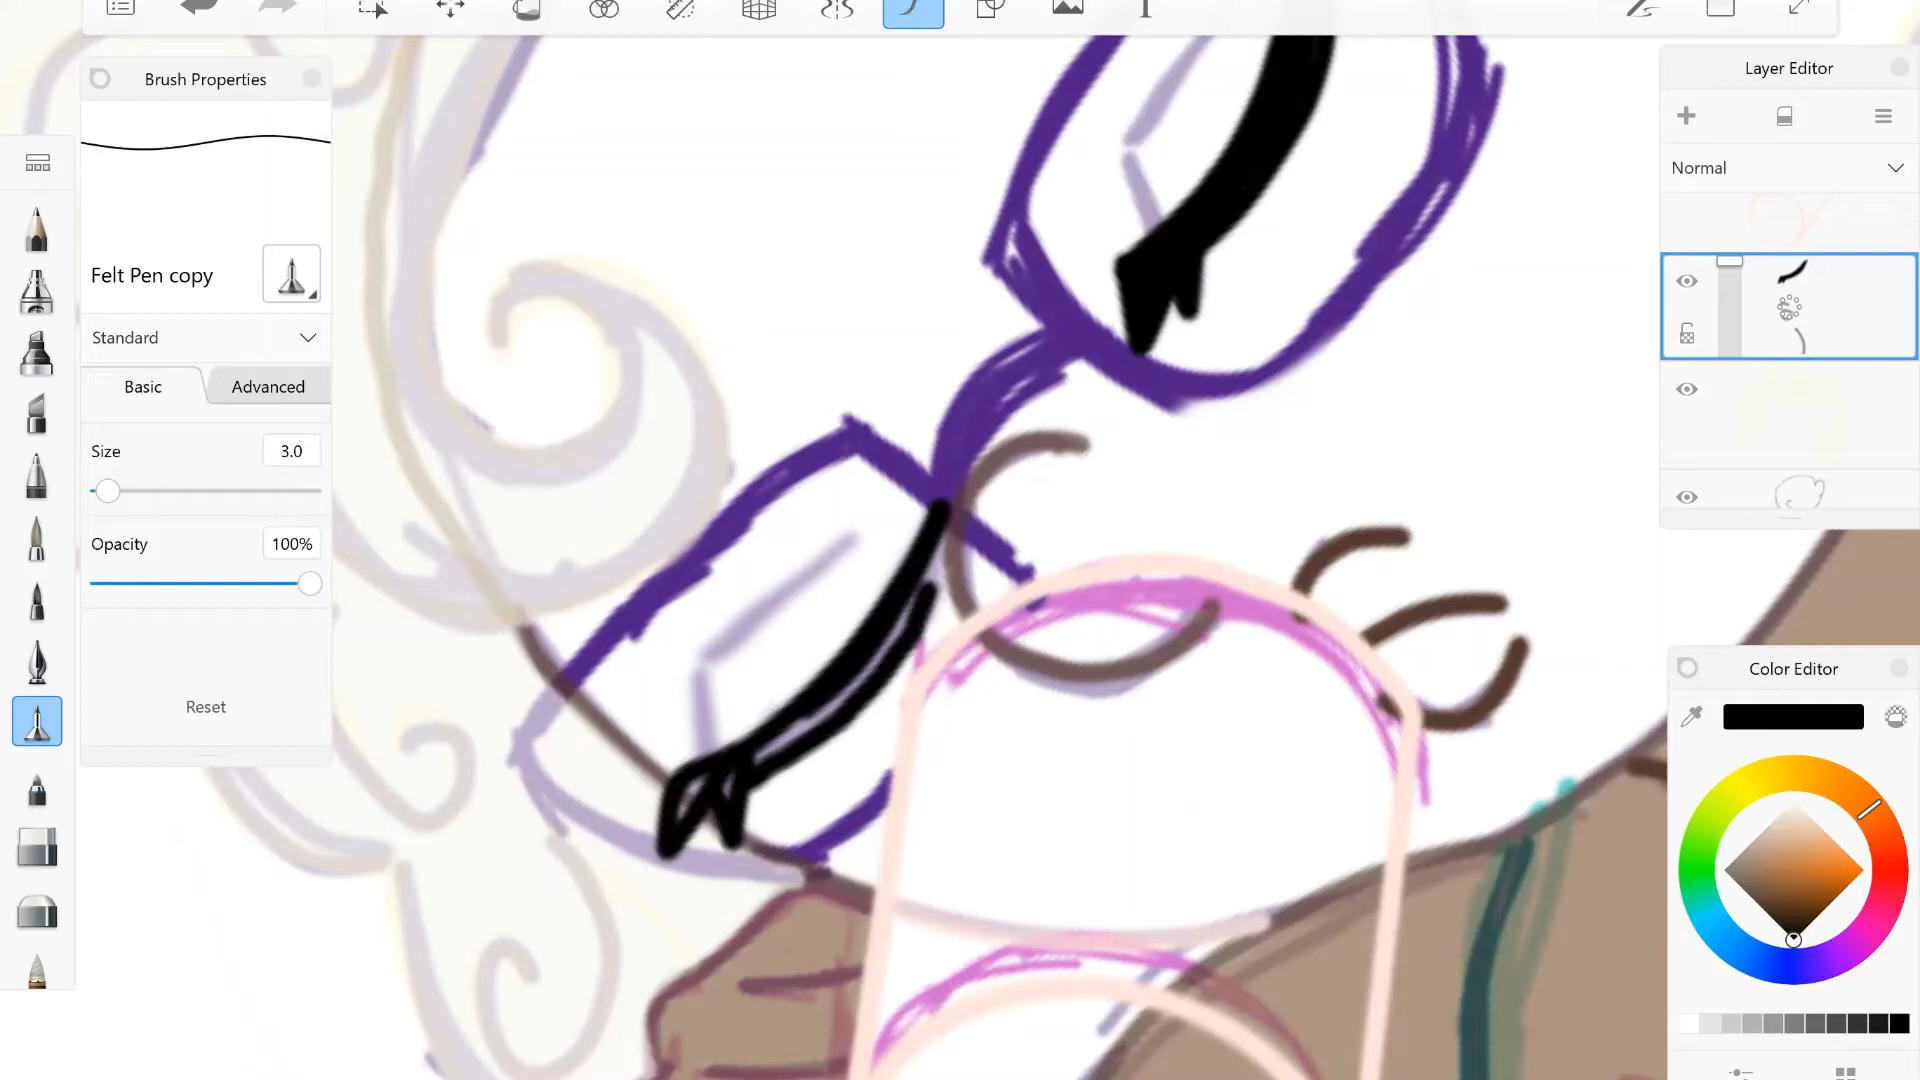 Brush Properties
Felt Pen copy
Standard
Basic
Advanced
Size
3.0
Opacity
100%
Reset
Layer Editor
Normal
Color Editor